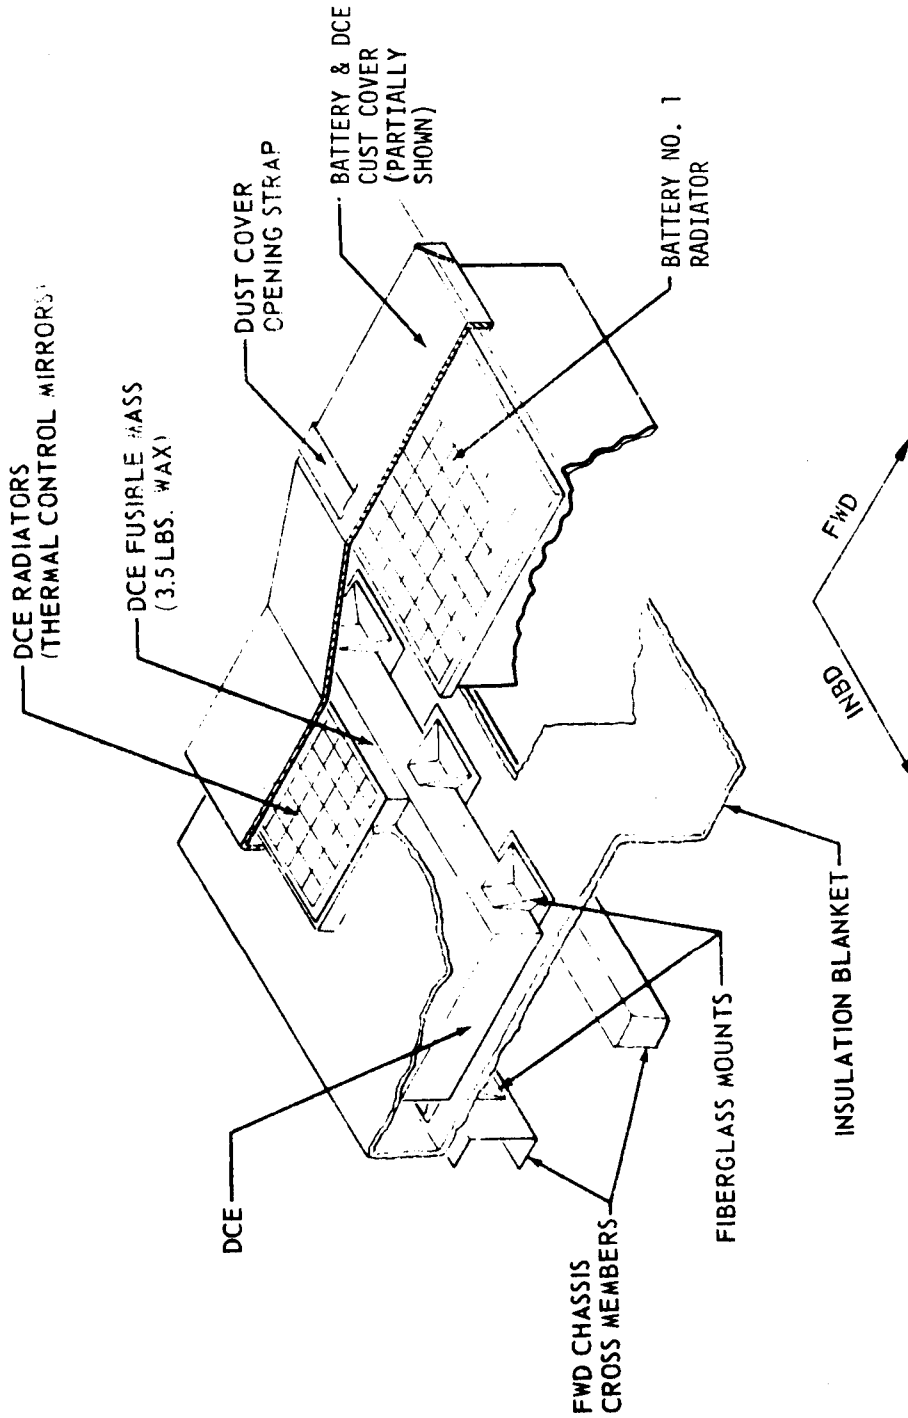 DCE RADIATORS
(THERMAL CONTROL MIRRORS)
DCE FUSIBLE MASS
(3.5 LBS. WAX)
DUST COVER
OPENING STRAP
BATTERY & DCE
CUST COVER
(PARTIALLY
SHOWN)
BATTERY NO. 1
RADIATOR
DCE
FWD CHASSIS
CROSS MEMBERS
FIBERGLASS MOUNTS
INSULATION BLANKET
INBD
FWD